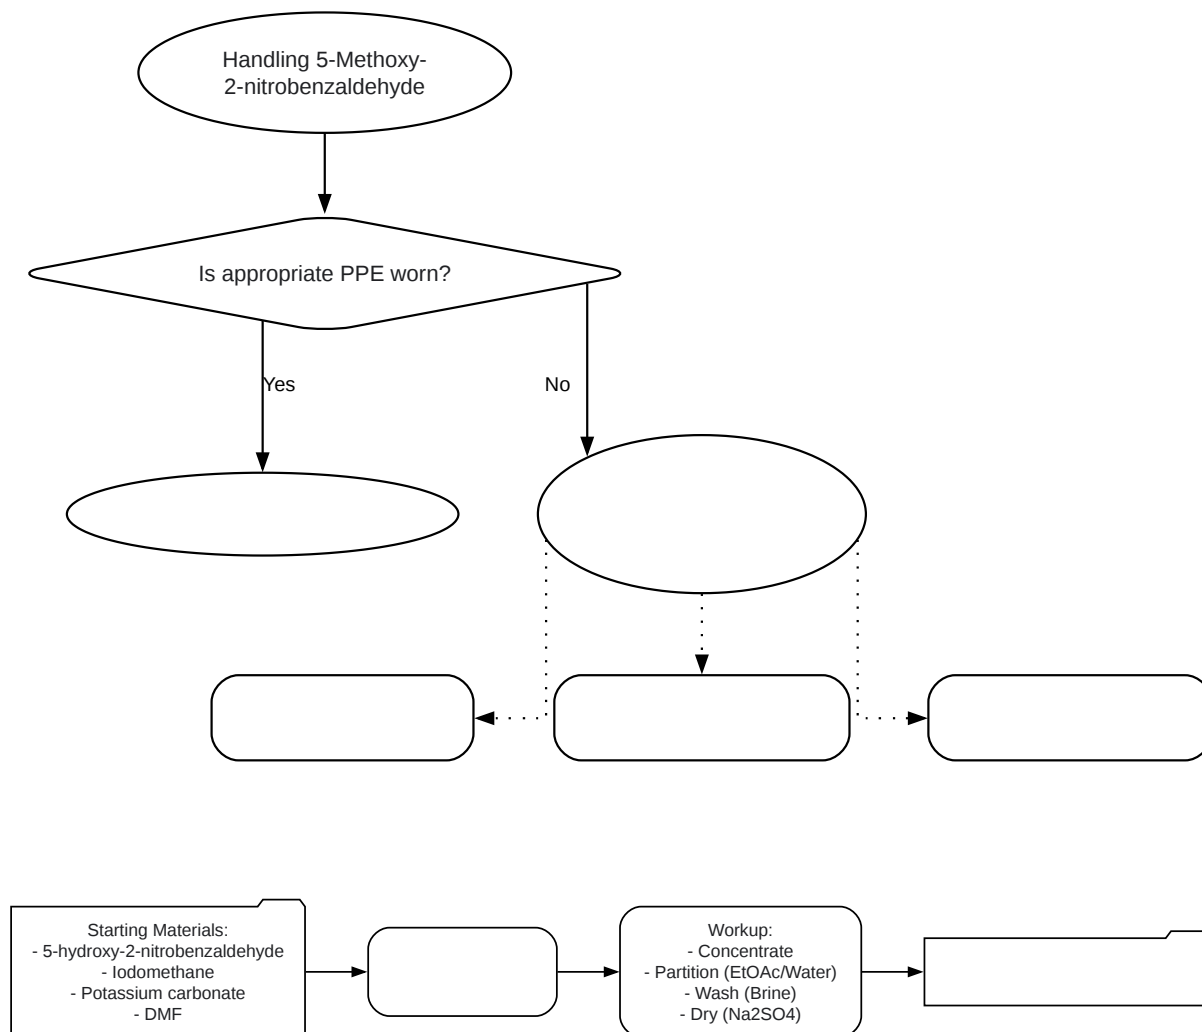 Handling 5-Methoxy-
2-nitrobenzaldehyde
Is appropriate PPE worn?
Yes
No
Starting Materials:
- 5-hydroxy-2-nitrobenzaldehyde
- Iodomethane
- Potassium carbonate
- DMF
Workup:
- Concentrate
- Partition (EtOAc/Water)
- Wash (Brine)
- Dry (Na2SO4)